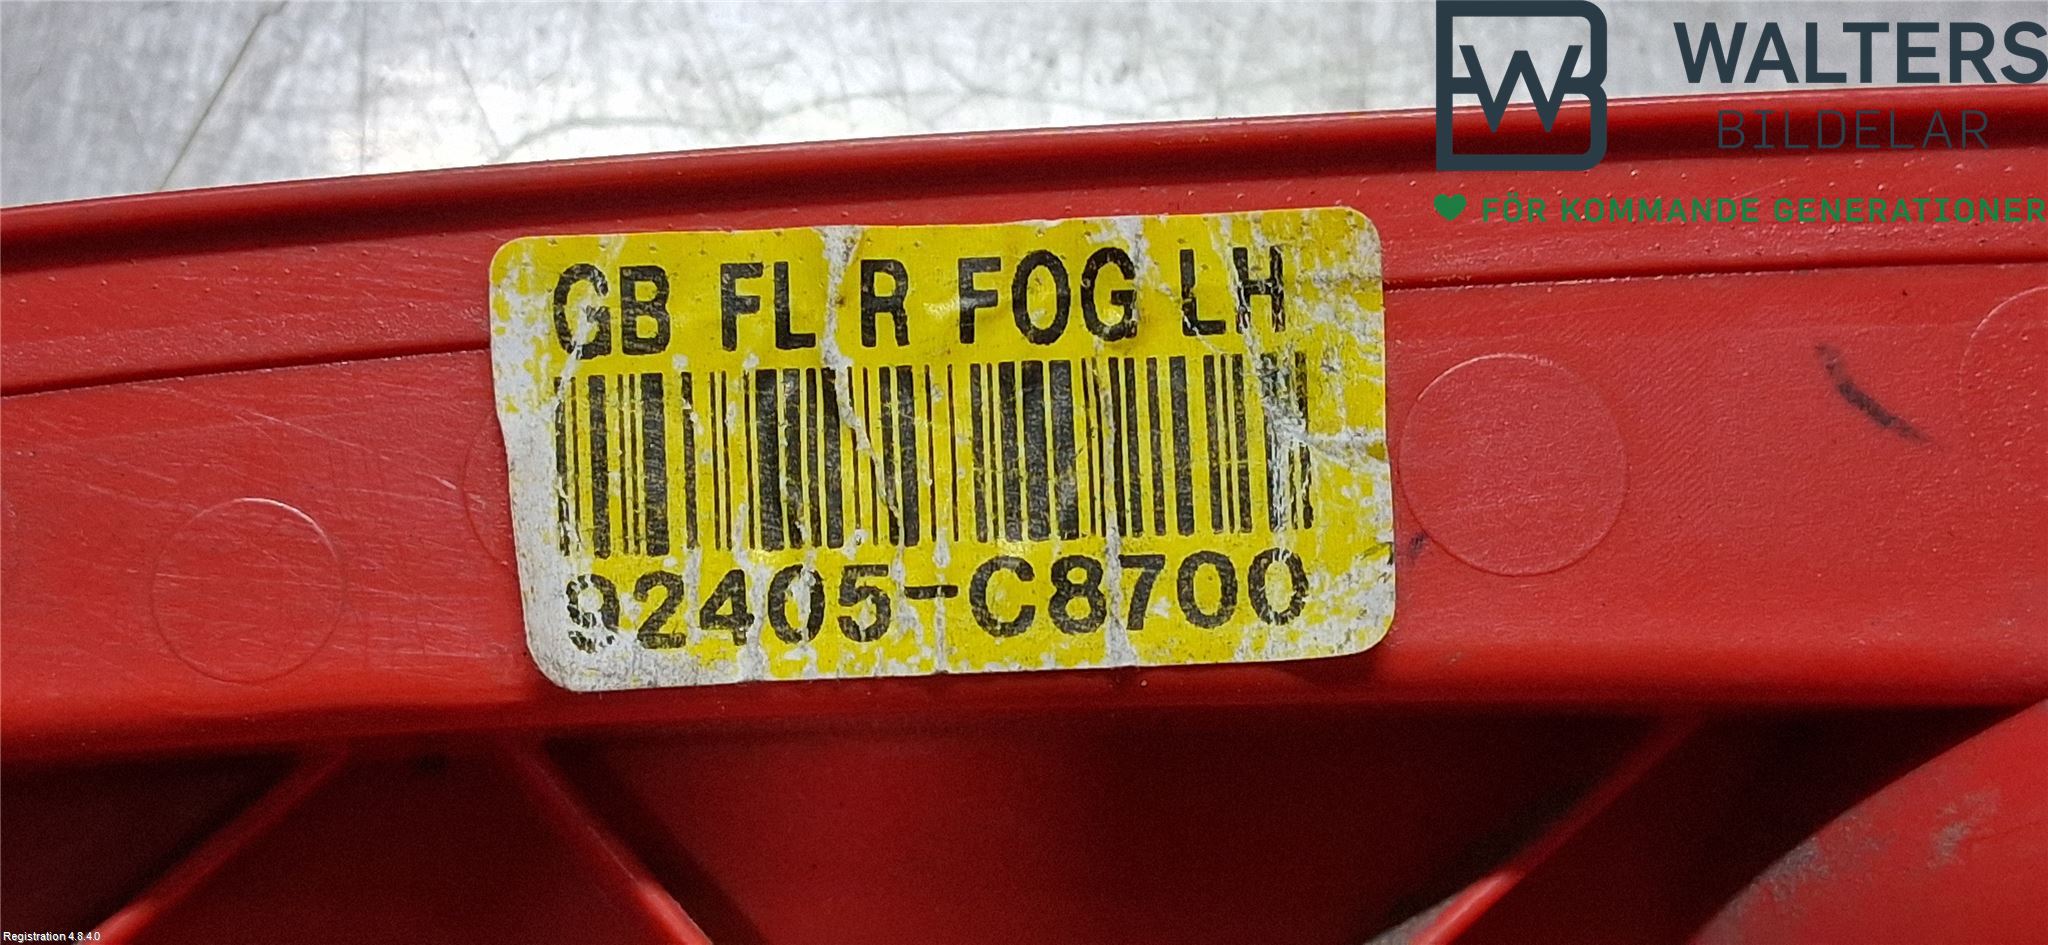 WALTERS
BILDELAR
FÖR KOMMANDE GENERATIONER
GB FL R FOG LH
92405-C8700
Registration 4.8.4.0